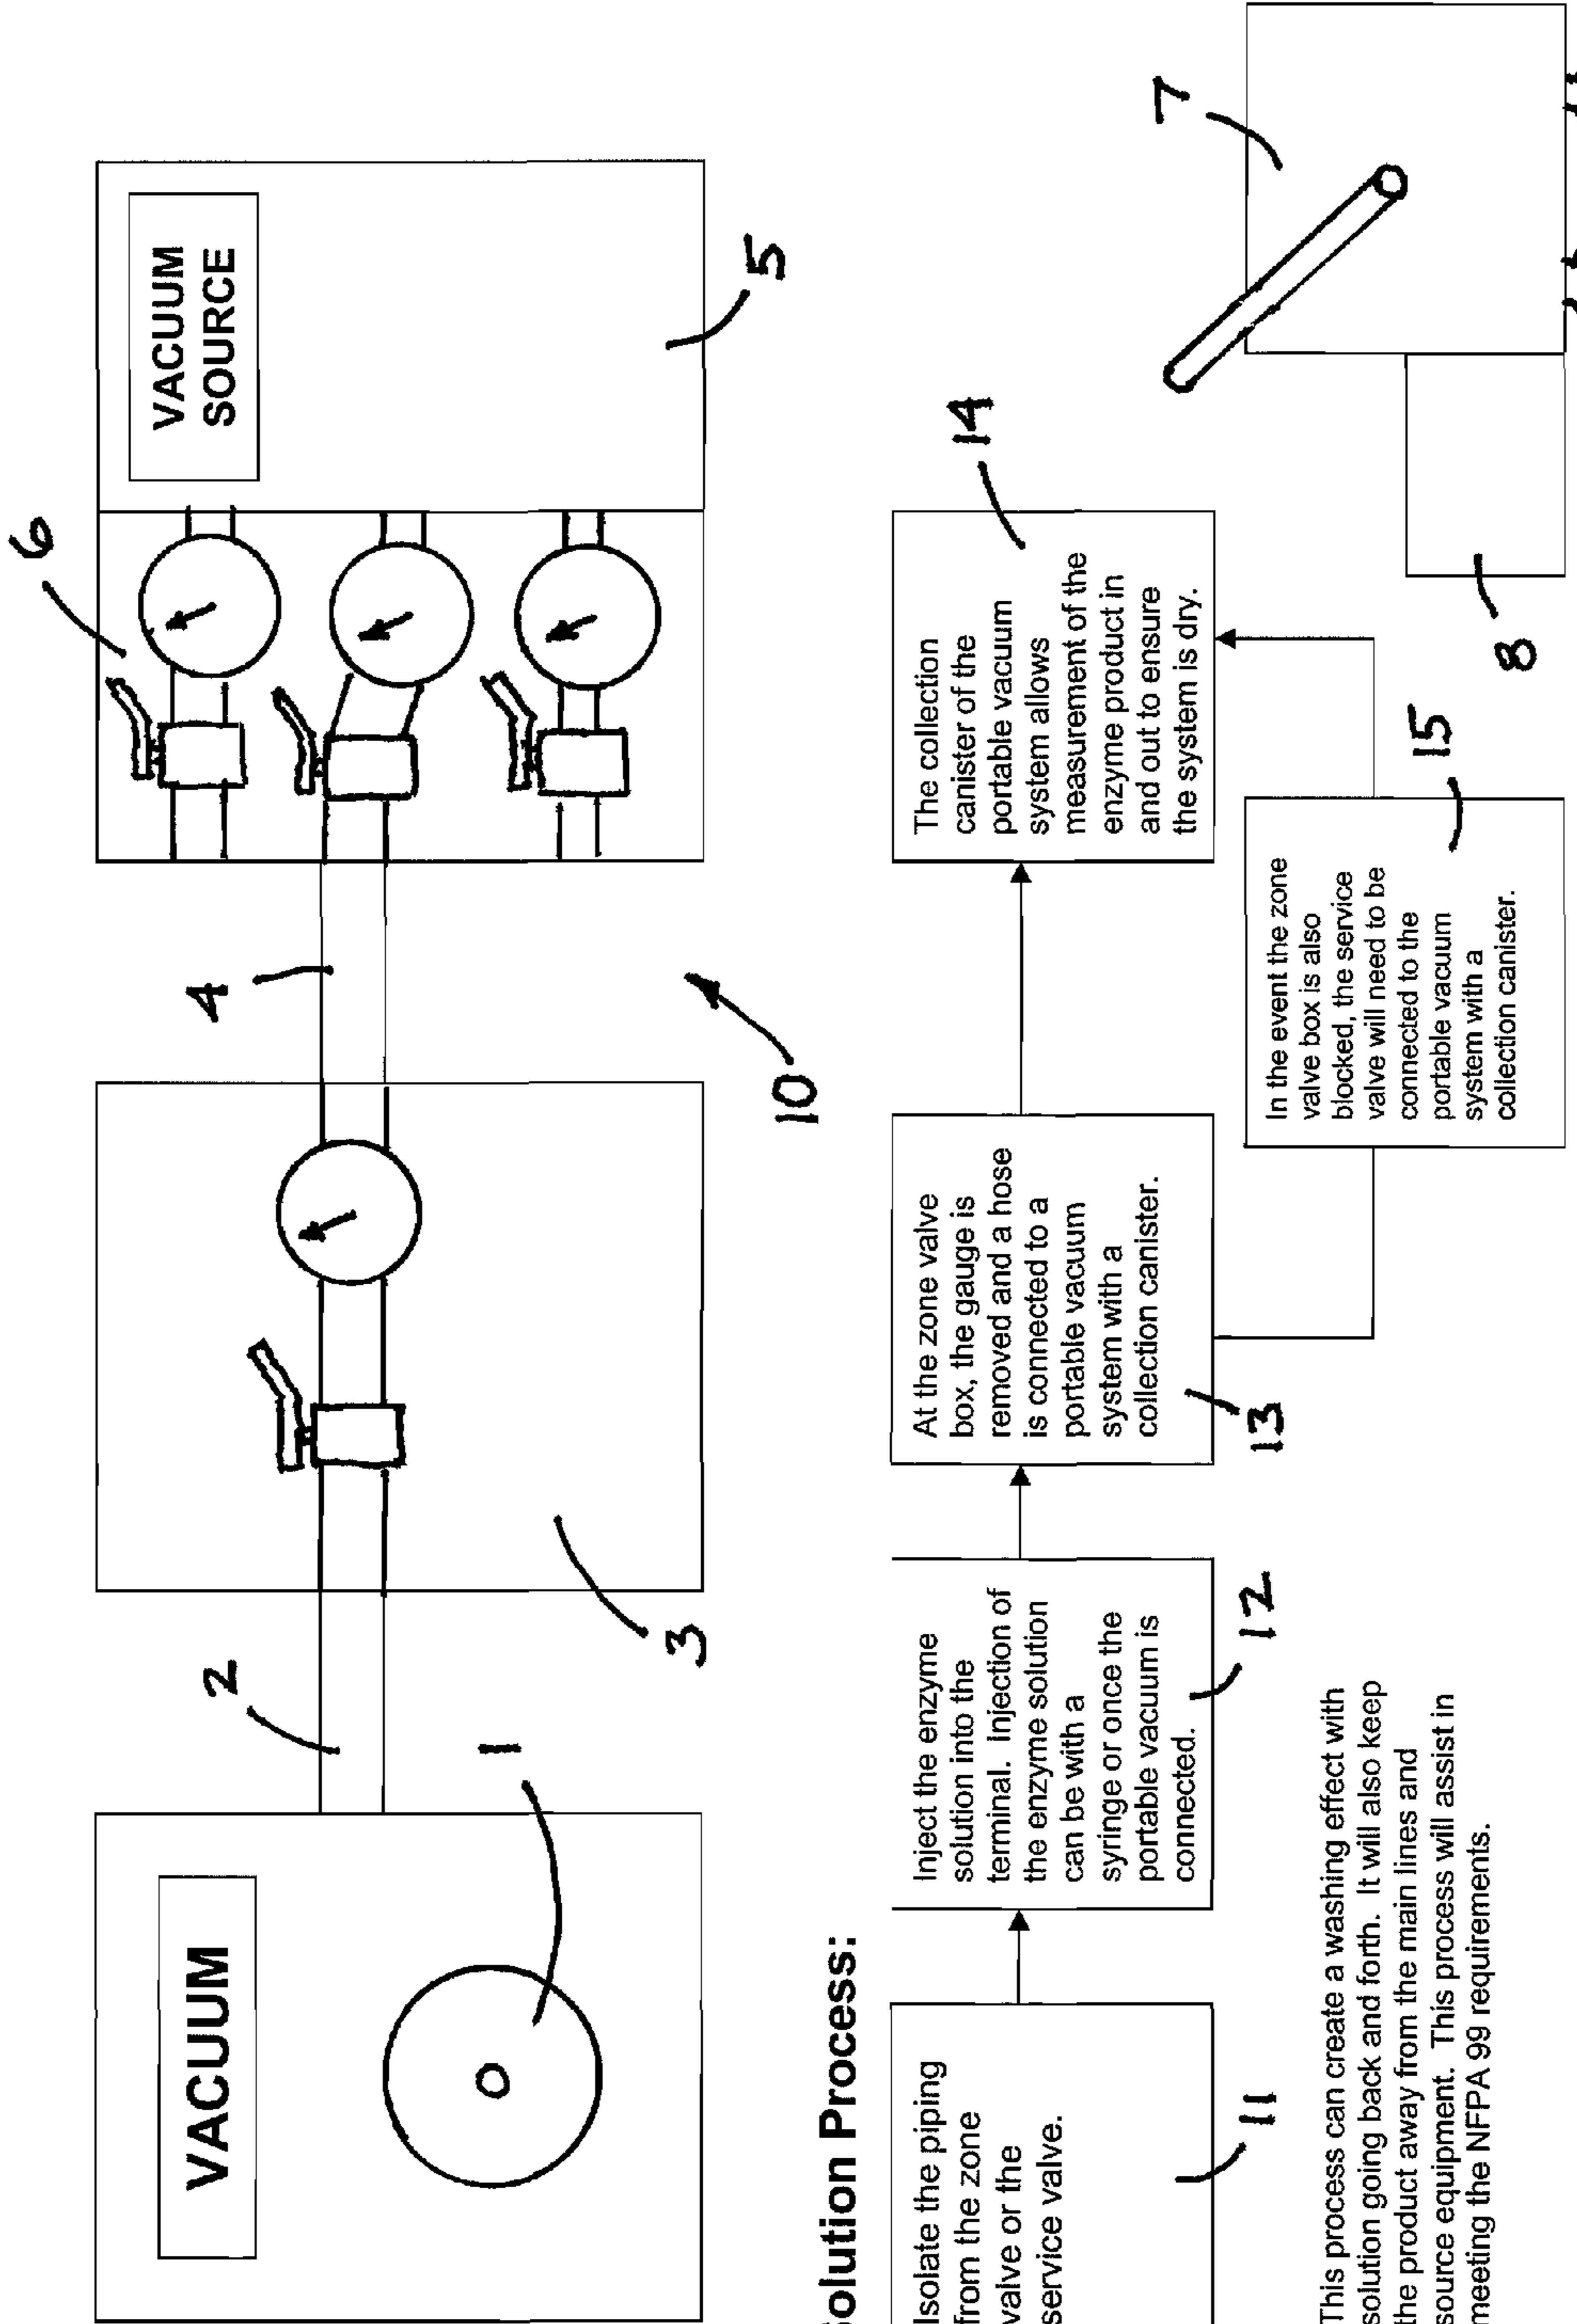 VACUUM
1
2
3
4
VACUUM
SOURCE
5
6
10
olution Process:
Isolate the piping
from the zone
valve or the
service valve.
11
Inject the enzyme
solution into the
terminal. Injection of
the enzyme solution
can be with a
syringe or once the
portable vacuum is
connected.
12
At the zone valve
box, the gauge is
removed and a hose
is connected to a
portable vacuum
system with a
collection canister.
13
The collection
canister of the
portable vacuum
system allows
measurement of the
enzyme product in
and out to ensure
the system is dry.
14
In the event the zone
valve box is also
blocked, the service
valve will need to be
connected to the
portable vacuum
system with a
collection canister.
15
7
8
This process can create a washing effect with
solution going back and forth. It will also keep
the product away from the main lines and
source equipment. This process will assist in
meeting the NFPA 99 requirements.